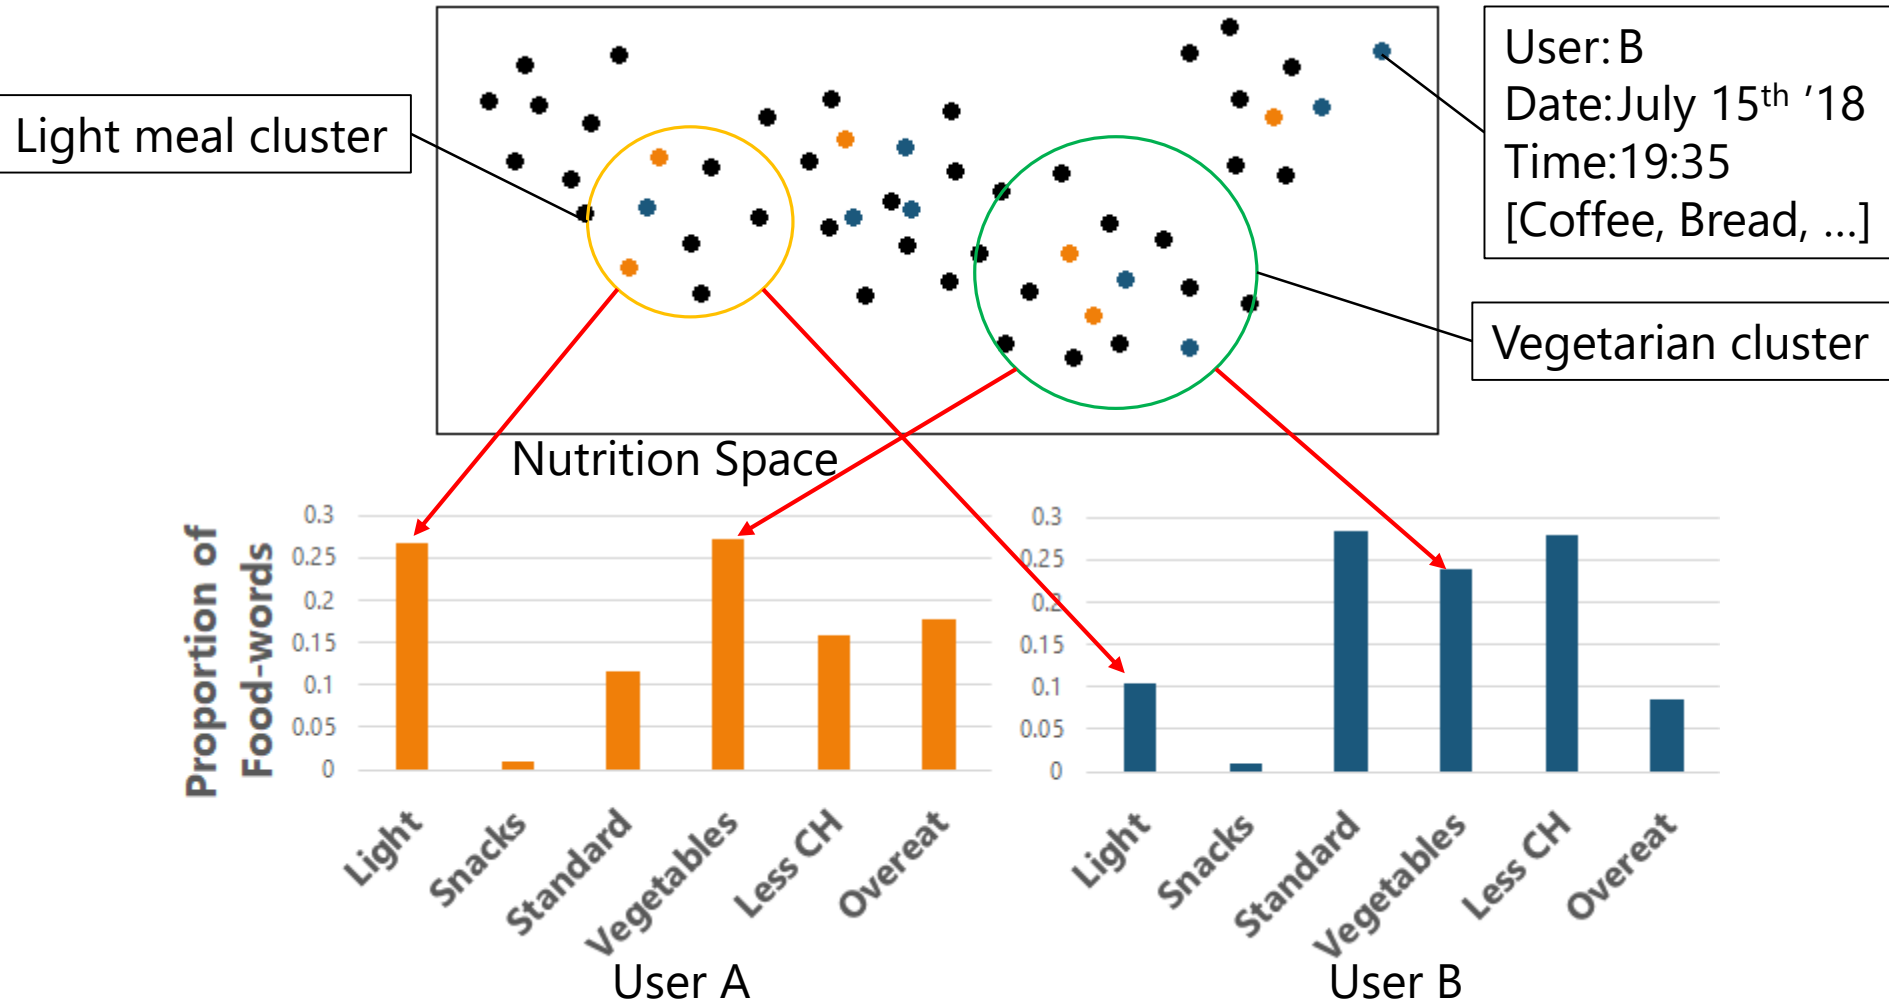 Light meal cluster
User: B
Date: July 15th ’18
Time:19:35
[Coffee, Bread, ...]
Vegetarian cluster
Nutrition Space
Proportion of
Food-words
0.3
0.25
0.2
0.15
0.1
0.05
0
Light
Snacks
Standard
Vegetables
Less CH
Overeat
User A
0.3
0.25
0.2
0.15
0.1
0.05
0
Light
Snacks
Standard
Vegetables
Less CH
Overeat
User B